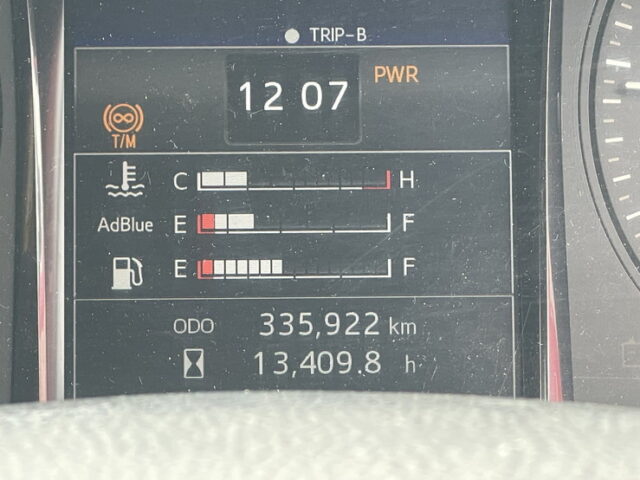 TRIP-B
PWR
12 07
T/M
C H
AdBlue E F
E F
ODO 335,922 km
13,409.8 h